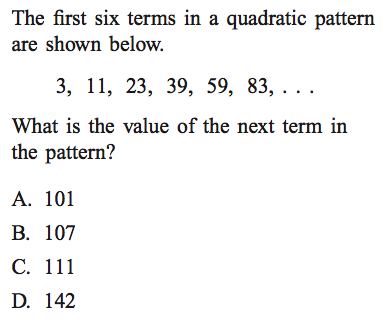 The first six terms in a quadratic pattern
are shown below.
3, 11, 23, 39, 59, 83, . . .
What is the value of the next term in
the pattern?
A. 101
B. 107
C. 111
D. 142